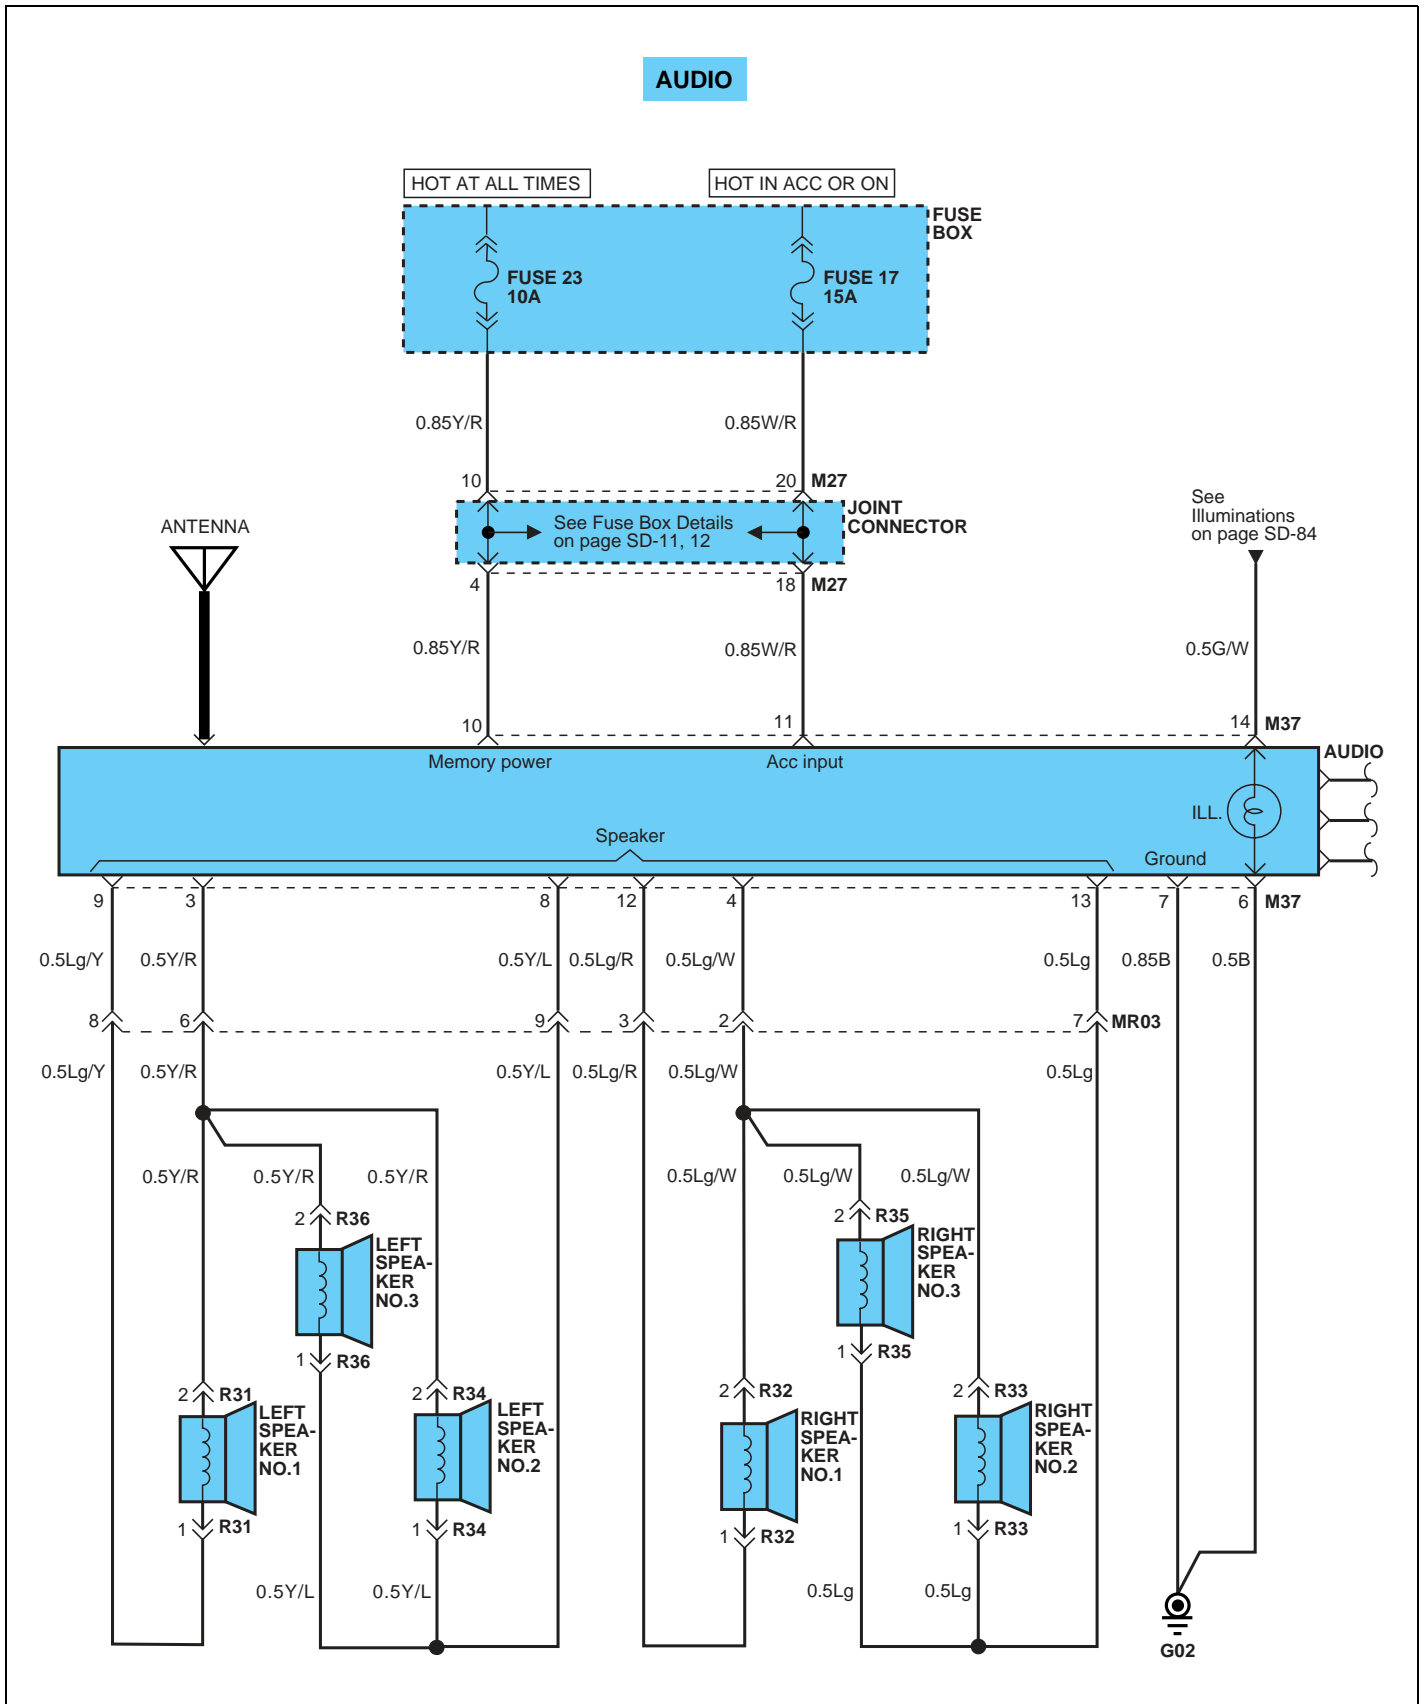 AUDIO
HOT AT ALL TIMES
HOT IN ACC OR ON
FUSE
BOX
FUSE 23
10A
FUSE 17
15A
0.85Y/R
0.85W/R
10
20
M27
JOINT
CONNECTOR
See Fuse Box Details
on page SD-11, 12
See
Illuminations
on page SD-84
ANTENNA
4
18
M27
0.85Y/R
0.85W/R
0.5G/W
10
11
14
M37
AUDIO
Memory power
Acc input
ILL.
Speaker
Ground
9
3
8
12
4
13
7
6
M37
0.5Lg/Y
0.5Y/R
0.5Y/L
0.5Lg/R
0.5Lg/W
0.5Lg
0.85B
0.5B
8
6
9
3
2
7
MR03
0.5Lg/Y
0.5Y/R
0.5Y/L
0.5Lg/R
0.5Lg/W
0.5Lg
0.5Y/R
0.5Y/R
0.5Y/R
0.5Lg/W
0.5Lg/W
0.5Lg/W
2
R36
LEFT
SPEA-
KER
NO.3
1
R36
2
R35
RIGHT
SPEA-
KER
NO.3
1
R35
2
R31
LEFT
SPEA-
KER
NO.1
1
R31
2
R34
LEFT
SPEA-
KER
NO.2
1
R34
2
R32
RIGHT
SPEA-
KER
NO.1
1
R32
2
R33
RIGHT
SPEA-
KER
NO.2
1
R33
0.5Y/L
0.5Y/L
0.5Lg
0.5Lg
G02